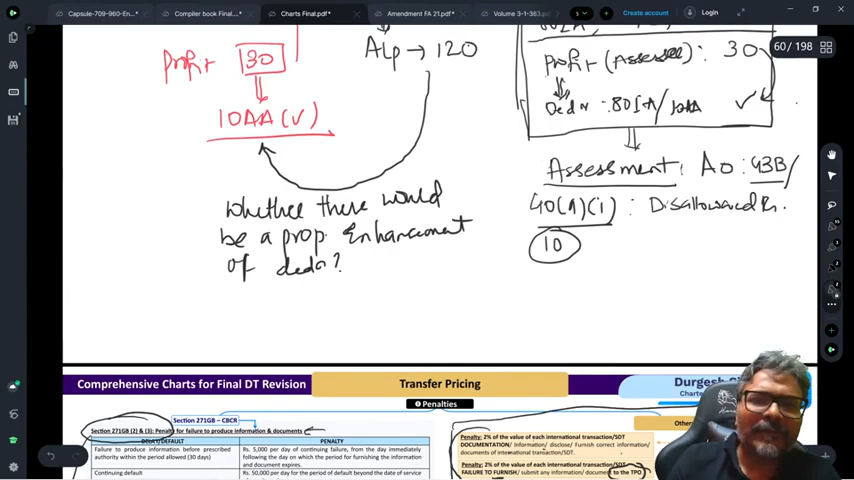 Capsule-709-960-En...
Compiler book Final....
Charts Final.pdf*
Amendment FA 21.pdf*
Volume 3-1-363.
5
Login
Create account
60 / 198
Profit 30
10AA(V)
ALP → 120
Whether there would
be a prop. Enhancement
of dedn?
Profit (Assessee) : 30
Dedn : 80IA/10AA ✓
Assessment : AO : 43B/
40(a)(i) : Disallowed Rs.
10
Comprehensive Charts for Final DT Revision
Transfer Pricing
Durgesh Si
Charter
Penalties
Section 271GB – CBCR
Section 271GB (2) & (3): Penalty for failure to produce information & documents
PENALTY
Failure to produce information before prescribed
authority within the period allowed (30 days)
Rs. 5,000 per day of continuing failure, from the day immediately
following the day on which the period for furnishing the information
and document expires.
Continuing default
Rs. 50,000 per day for the period of default beyond the date of service
Other
Penalty: 2% of the value of each international transaction/SDT
DOCUMENTATION/ Information/ disclose/ Furnish correct information/
documents of international transaction/SDT.
Penalty: 2% of the value of each international transaction/SDT
FAILURE TO FURNISH/ submit any information/ document to the TPO